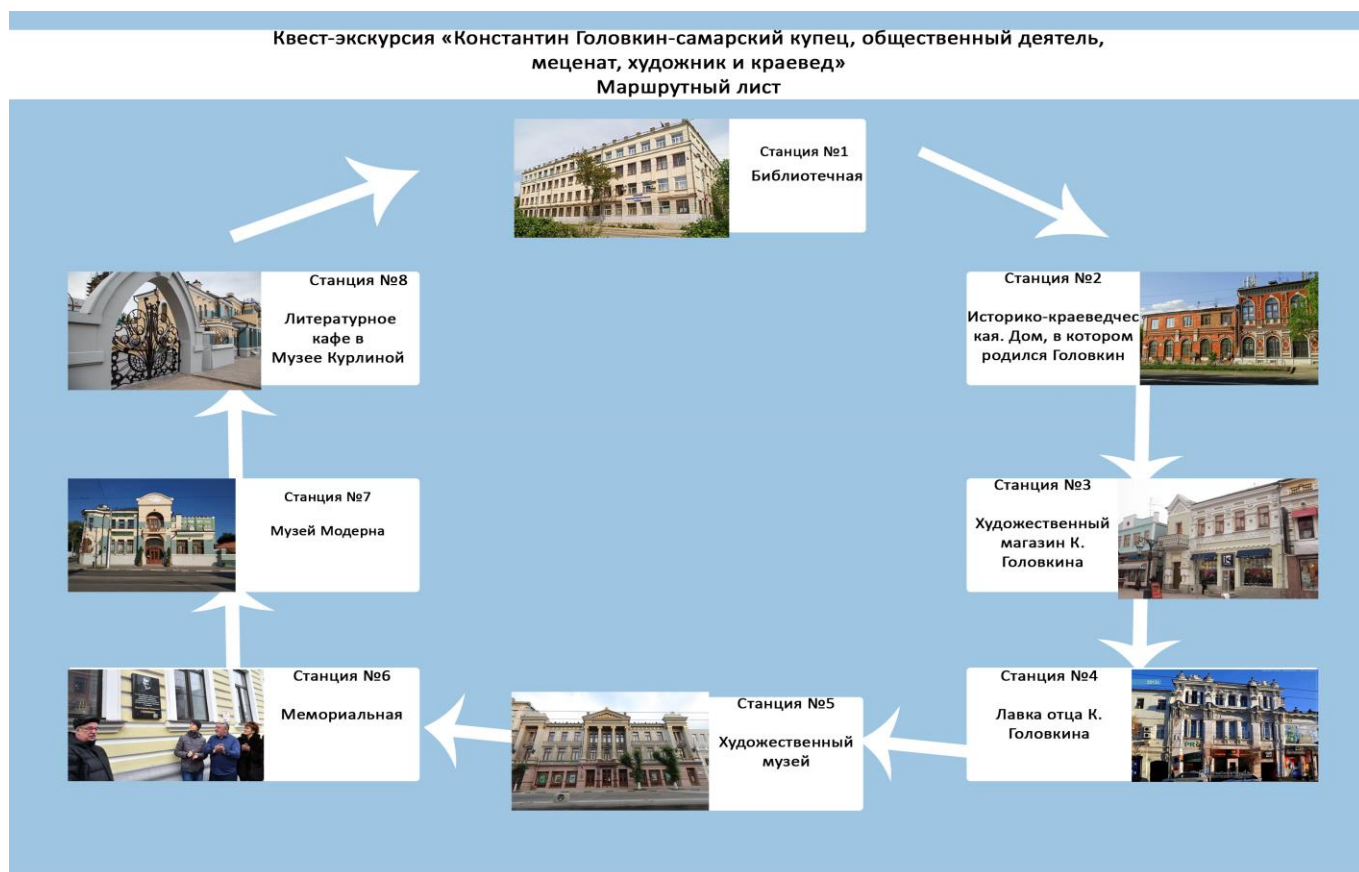 Квест-экскурсия «Константин Головкин-самарский купец, общественный деятель,
меценат, художник и краевед»
Маршрутный лист
Станция №1
Библиотечная
Станция №2
Историко-краеведчес
кая. Дом, в котором
родился Головкин
Станция №3
Художественный
магазин К.
Головкина
Станция №4
Лавка отца К.
Головкина
Станция №5
Художественный
музей
Станция №6
Мемориальная
Станция №7
Музей Модерна
Станция №8
Литературное
кафе в
Музее Курлиной